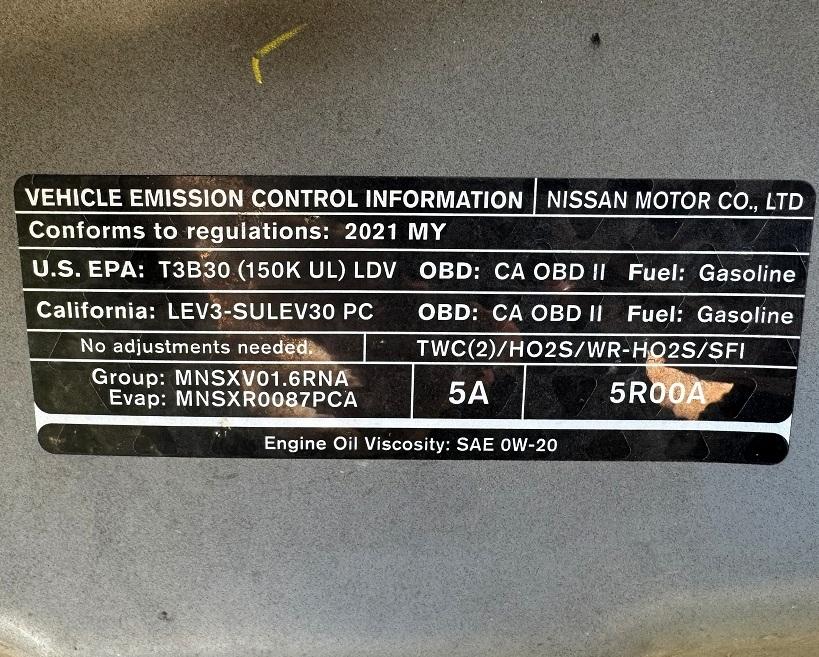 VEHICLE EMISSION CONTROL INFORMATION NISSAN MOTOR CO., LTD
Conforms to regulations: 2021 MY
U.S. EPA: T3B30 (150K UL) LDV OBD: CA OBD II Fuel: Gasoline
California: LEV3-SULEV30 PC OBD: CA OBD II Fuel: Gasoline
No adjustments needed. TWC(2)/HO2S/WR-HO2S/SFI
Group: MNSXV01.6RNA
Evap: MNSXR0087PCA
5A
5R00A
Engine Oil Viscosity: SAE 0W-20